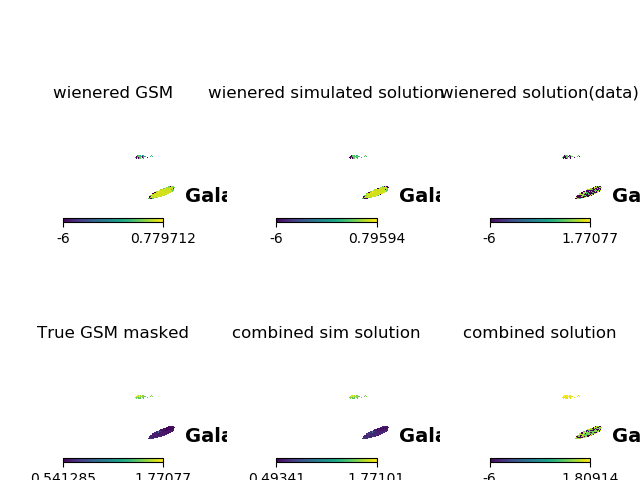 wienered GSM wienered simulated solution wienered solution(data)
Gala Gala Ga
-6 0.779712 -6 0.79594 -6 1.77077
True GSM masked combined sim solution combined solution
Gala Gala Ga
0.541285 1.77077 0.49341 1.77101 -6 1.80914